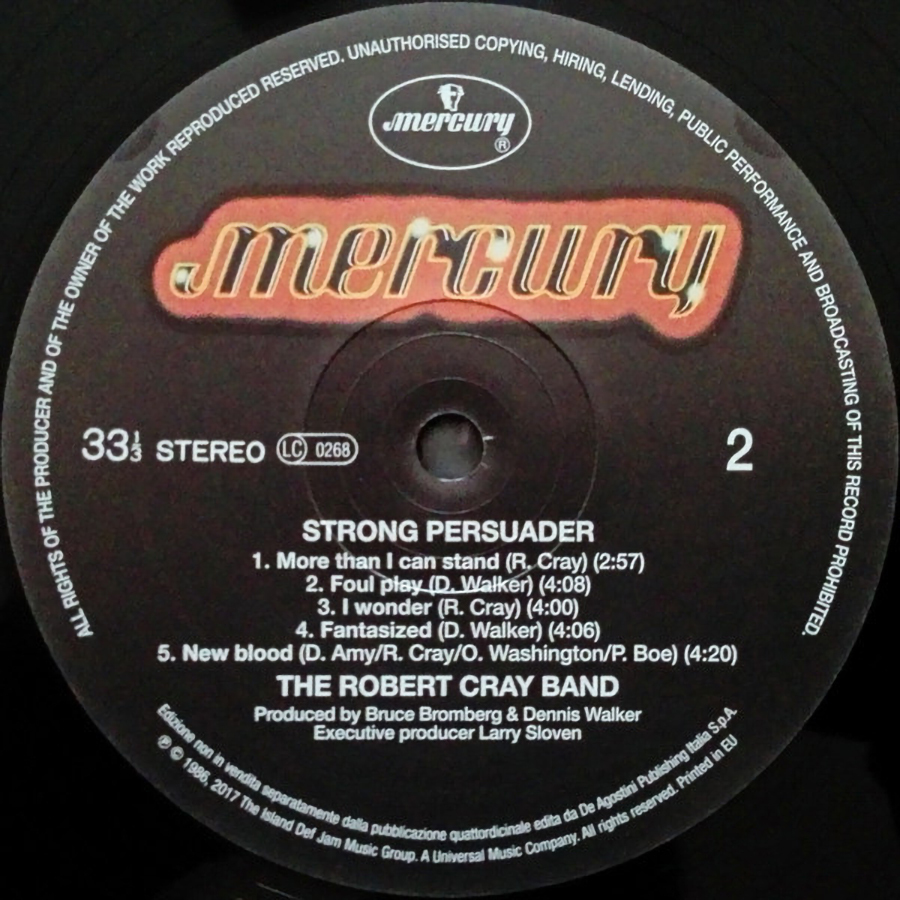 ALL RIGHTS OF THE PRODUCER AND OF THE OWNER OF THE WORK REPRODUCED RESERVED. UNAUTHORISED COPYING, HIRING, LENDING, PUBLIC PERFORMANCE AND BROADCASTING OF THIS RECORD PROHIBITED.
mercury
®
mercury
33⅓ STEREO LC 0268
2
STRONG PERSUADER
1. More than I can stand (R. Cray) (2:57)
2. Foul play (D. Walker) (4:08)
3. I wonder (R. Cray) (4:00)
4. Fantasized (D. Walker) (4:06)
5. New blood (D. Amy/R. Cray/O. Washington/P. Boe) (4:20)
THE ROBERT CRAY BAND
Produced by Bruce Bromberg & Dennis Walker
Executive producer Larry Sloven
Edizione non in vendita separatamente dalla pubblicazione quattordicinale edita da De Agostini Publishing Italia S.p.A.
℗ © 1986, 2017 The Island Def Jam Music Group. A Universal Music Company. All rights reserved. Printed in EU